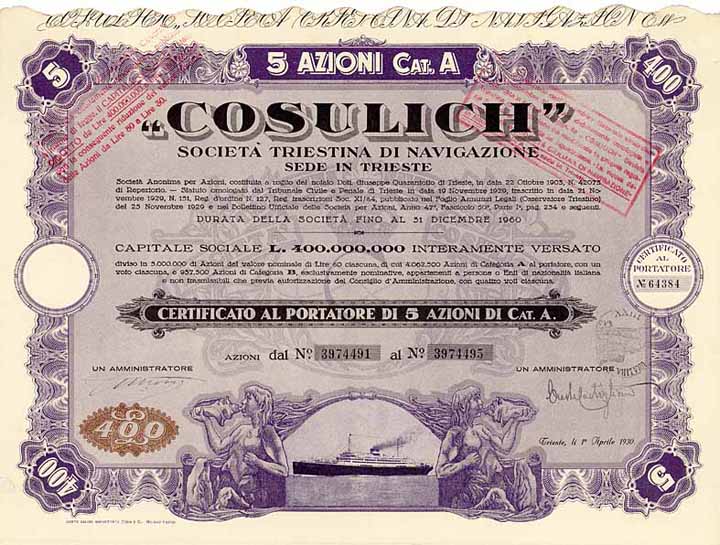 5 AZIONI CAT. A
5
400
"COSULICH"
SOCIETÀ TRIESTINA DI NAVIGAZIONE
SEDE IN TRIESTE
Società Anonima per Azioni, costituita a rogito del notaio Dott. Giuseppe di Trieste, in data 22 Ottobre 1903, N. 42073
di Repertorio. — Statuto omologato dal Tribunale Civile e Penale di Trieste in data 19 Novembre 1929, trascrizione in data 21 No-
vembre 1929, N. 151, Reg. d'ordine N. 127, Reg. trascrizioni Soc. XI/64, pubblicato nel Foglio Annunzi Legali (Osservatore Triestino)
del 25 Novembre 1929 e nel Bollettino Ufficiale delle Società per Azioni, Anno 47°, Fascicolo 50°, Parte pag. 234 e seguenti.
DURATA DELLA SOCIETÀ FINO AL 31 DICEMBRE 1960
CAPITALE SOCIALE L. 400.000.000 INTERAMENTE VERSATO
diviso in 5.000.000 di Azioni del valore nominale di Lire 80 ciascuna, di cui 4.062.500 Azioni di Categoria A al portatore, con un
voto ciascuna, e 937.500 Azioni di Categoria B, esclusivamente nominative, appartenenti a persone o Enti di nazionalità italiana
e non trasmissibili che previa autorizzazione del Consiglio d'Amministrazione, con quattro voti ciascuna.
CERTIFICATO
AL
PORTATORE
№ 64384
CERTIFICATO AL PORTATORE DI 5 AZIONI DI CAT. A.
AZIONI dal No. 3974491 al No. 3974495
UN AMMINISTRATORE
UN AMMINISTRATORE
400
Trieste, li 1º Aprile 1930.
400
5